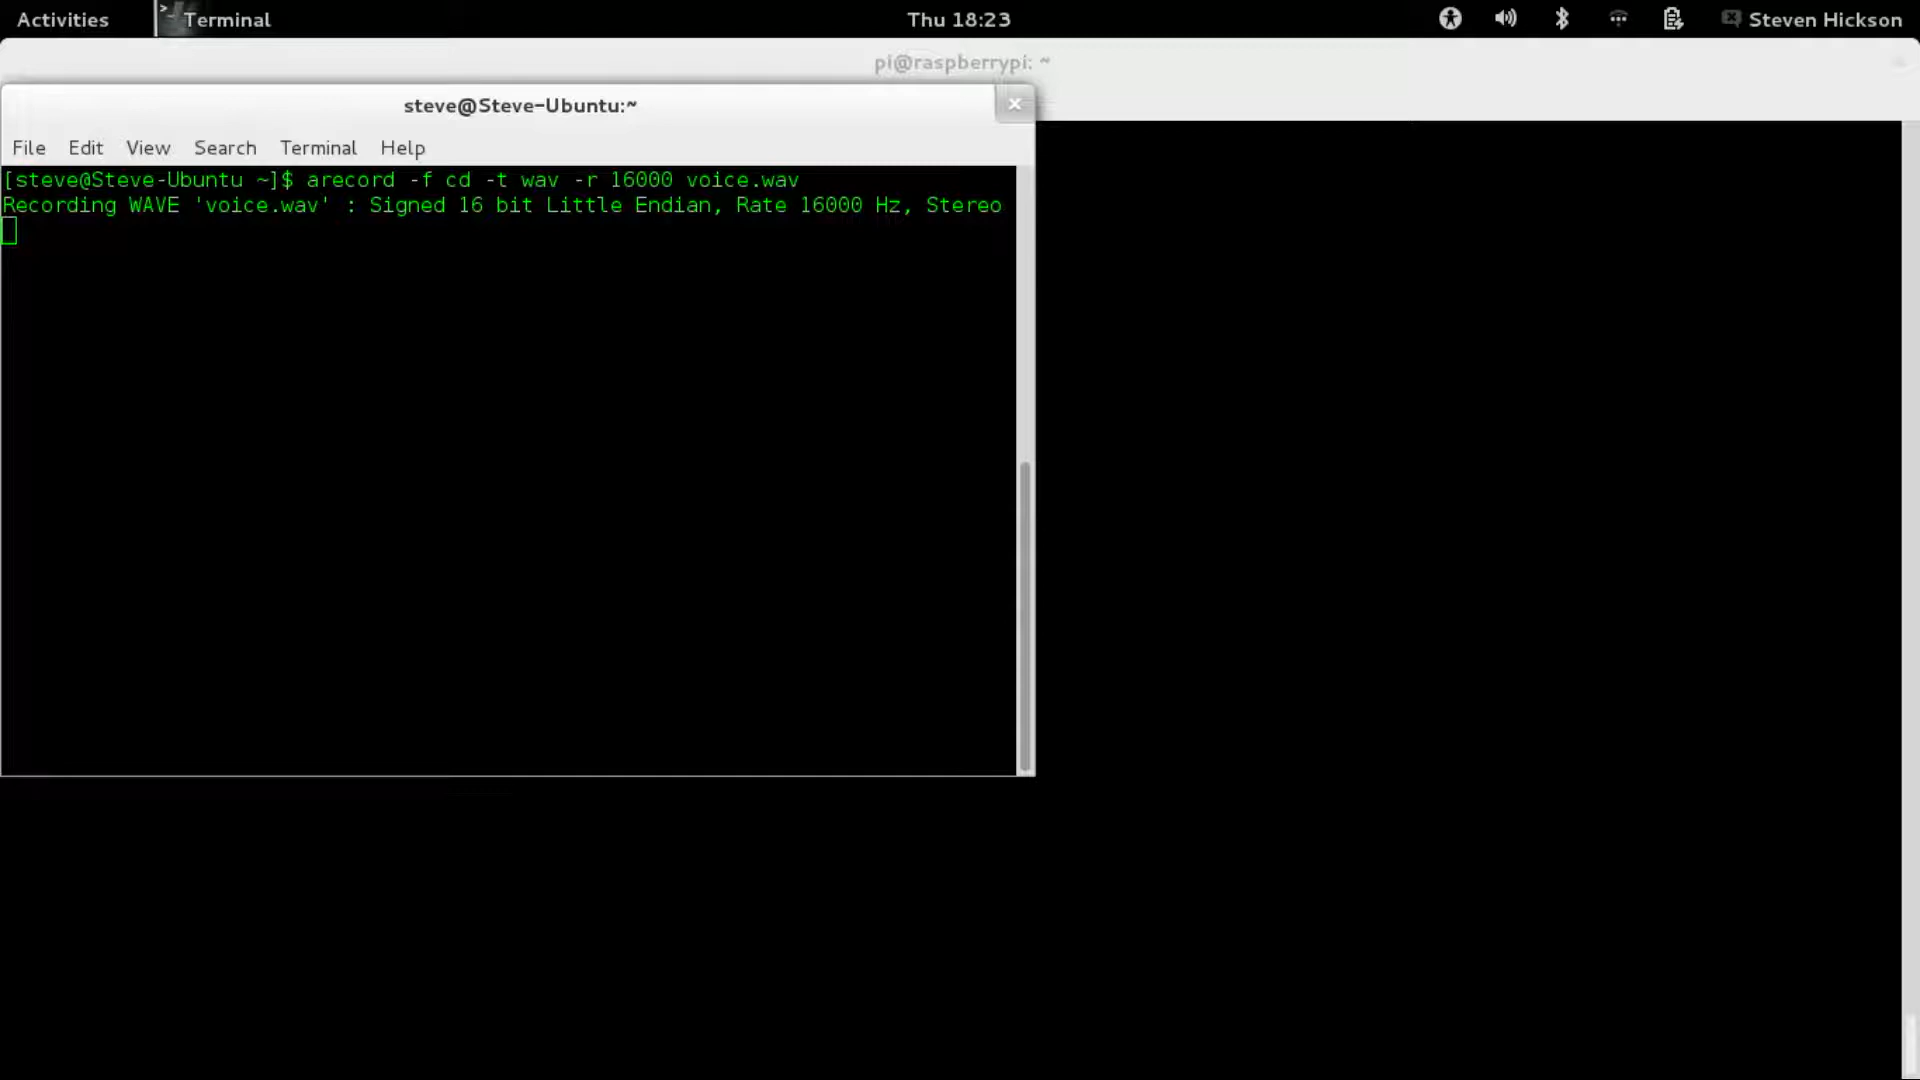 Activities
Terminal
Thu 18:23
Steven Hickson
pi@raspberrypi: ~
steve@Steve-Ubuntu:~
File Edit View Search Terminal Help
[steve@Steve-Ubuntu ~]$ arecord -f cd -t wav -r 16000 voice.wav
Recording WAVE 'voice.wav' : Signed 16 bit Little Endian, Rate 16000 Hz, Stereo